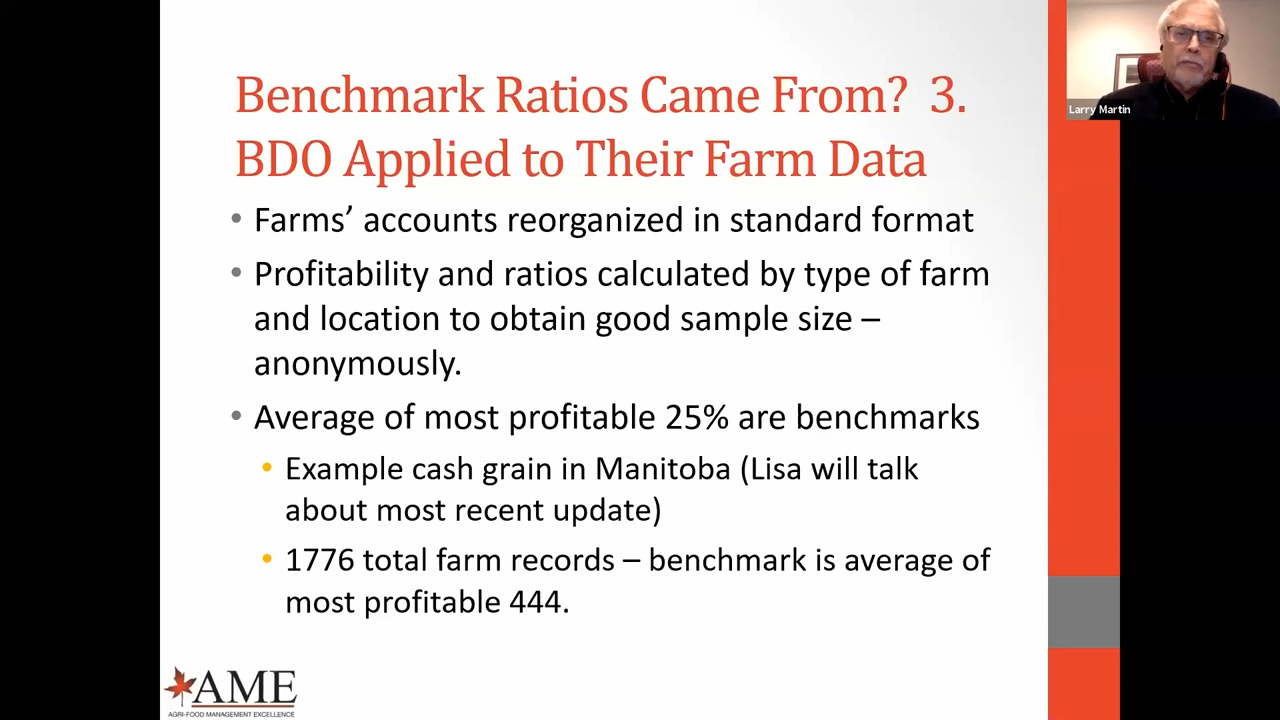 Benchmark Ratios Came From? 3.
BDO Applied to Their Farm Data
• Farms’ accounts reorganized in standard format
• Profitability and ratios calculated by type of farm
and location to obtain good sample size –
anonymously.
• Average of most profitable 25% are benchmarks
• Example cash grain in Manitoba (Lisa will talk
about most recent update)
• 1776 total farm records – benchmark is average of
most profitable 444.
AME
AGRI-FOOD MANAGEMENT EXCELLENCE
Larry Martin